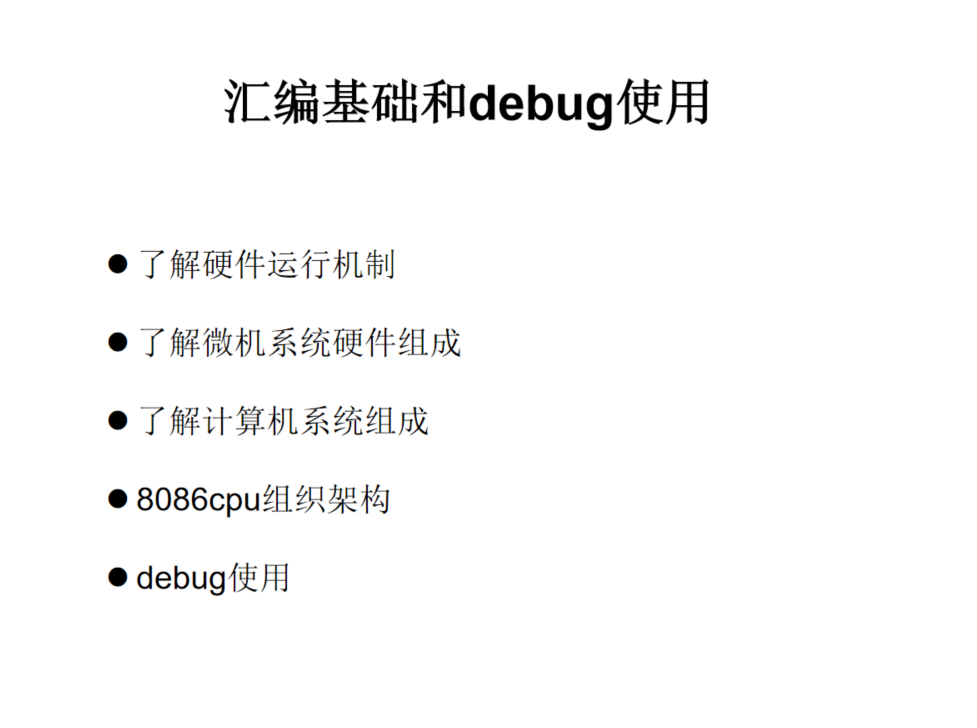 汇编基础和debug使用
了解硬件运行机制
了解微机系统硬件组成
了解计算机系统组成
8086cpu组织架构
debug使用